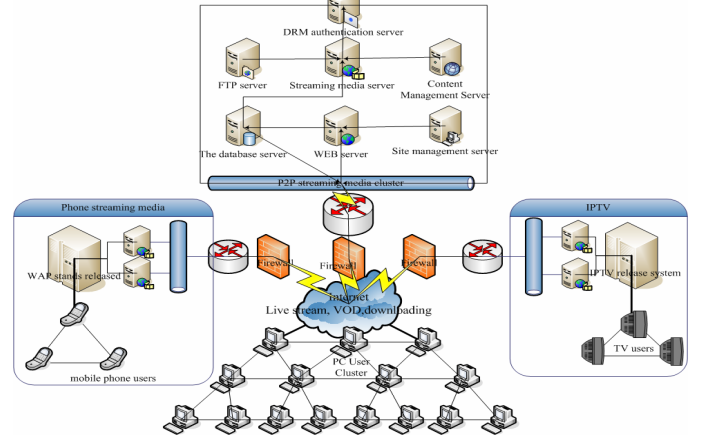 DRM authentication server
FTP server
Streaming media server
Content
Management Server
The database server
WEB server
Site management server
P2P streaming media cluster
Phone streaming media
IPTV
WAP stands released
Firewall
Firewall
Firewall
IPTV release system
Internet
Live stream, VOD,downloading
PC User
Cluster
TV users
mobile phone users